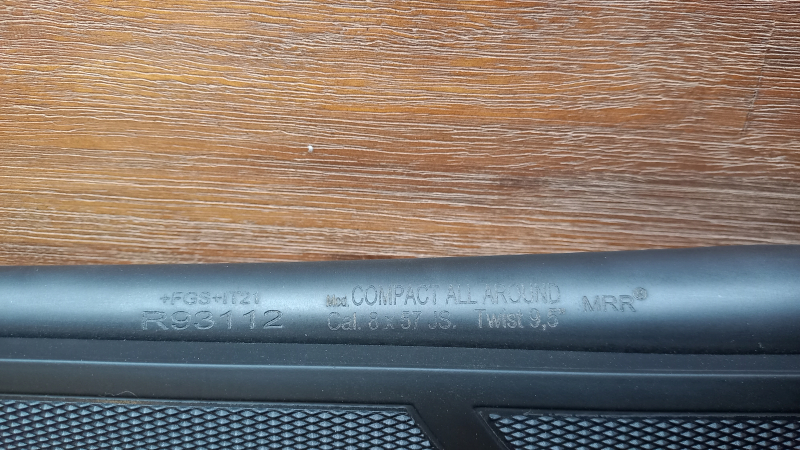 +FGS+IT21
R93112
Mod. COMPACT ALL AROUND
Cal. 8 x 57 JS. Twist 9,5"
MRR®